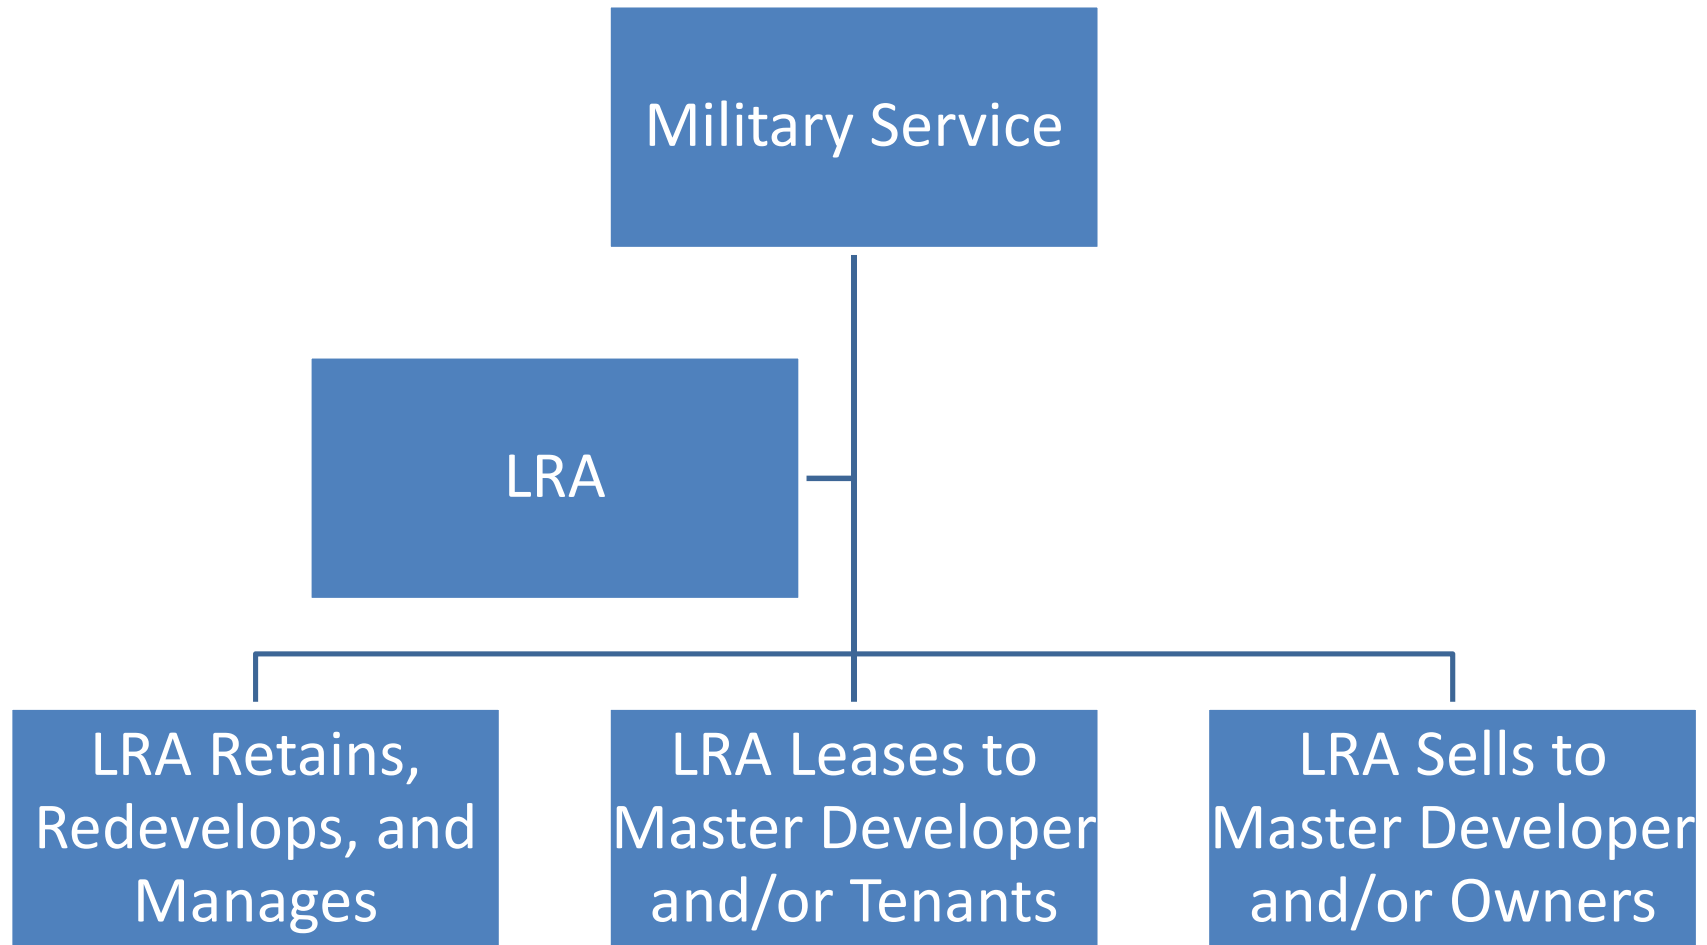 Military Service
LRA
LRA Retains,
Redevelops, and
Manages
LRA Leases to
Master Developer
and/or Tenants
LRA Sells to
Master Developer
and/or Owners